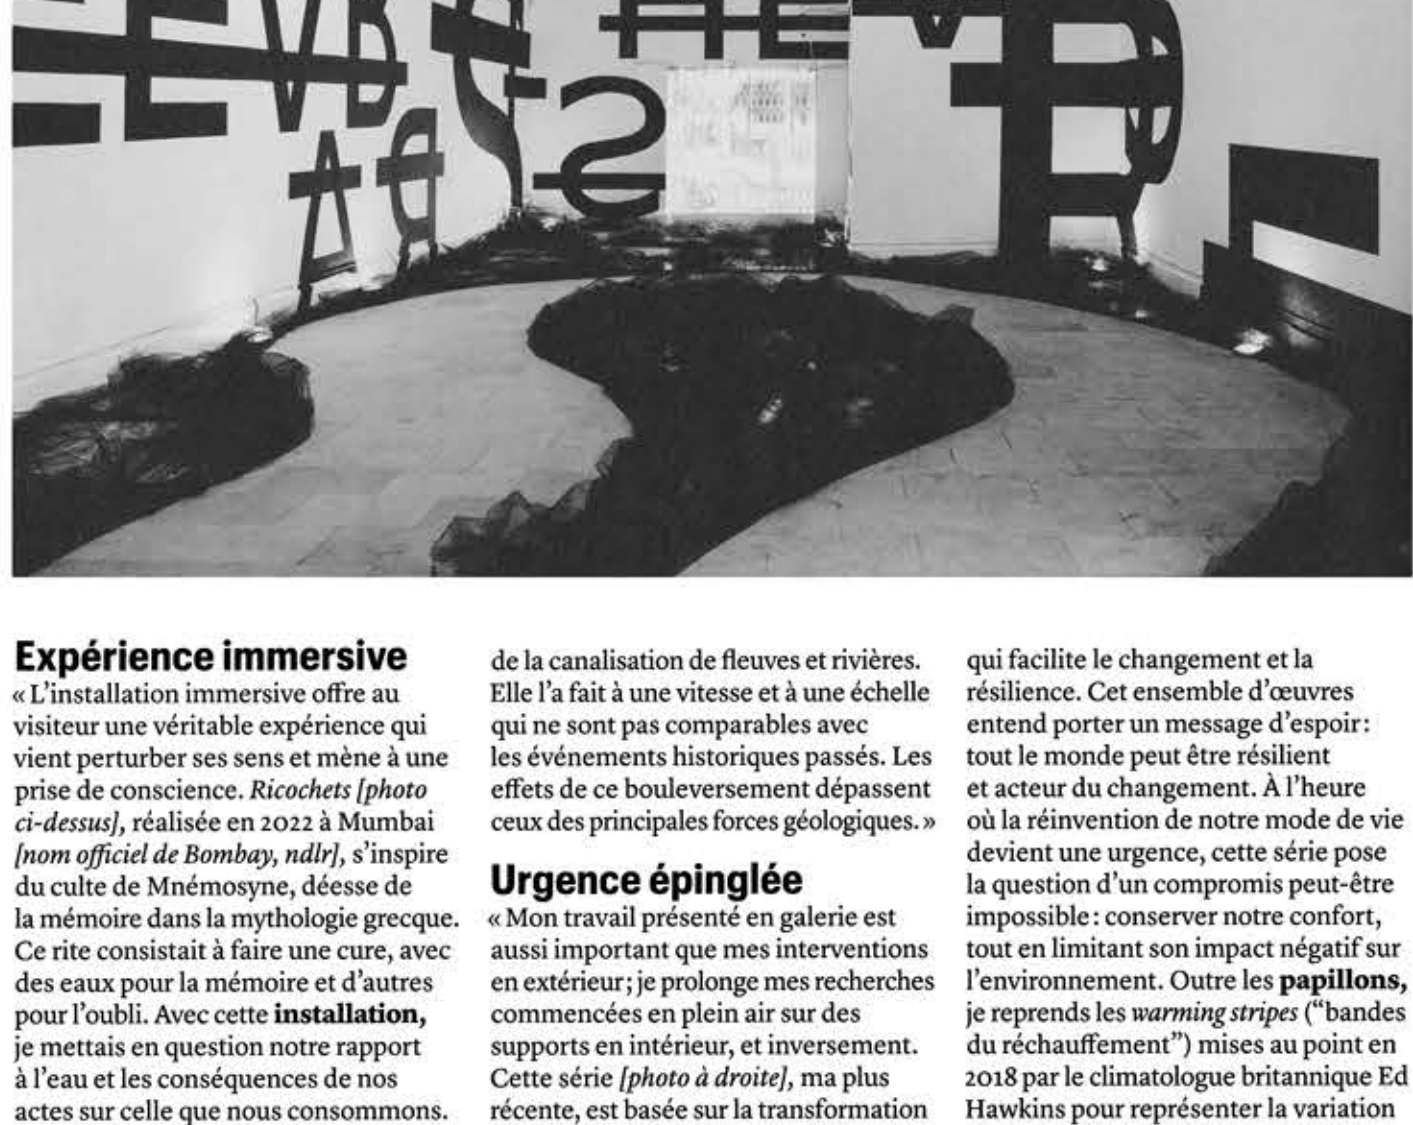 Expérience immersive
« L’installation immersive offre au
visiteur une véritable expérience qui
vient perturber ses sens et mène à une
prise de conscience. Ricochets [photo
ci-dessus], réalisée en 2022 à Mumbai
[nom officiel de Bombay, ndlr], s’inspire
du culte de Mnémosyne, déesse de
la mémoire dans la mythologie grecque.
Ce rite consistait à faire une cure, avec
des eaux pour la mémoire et d’autres
pour l’oubli. Avec cette installation,
je mettais en question notre rapport
à l’eau et les conséquences de nos
actes sur celle que nous consommons.
de la canalisation de fleuves et rivières.
Elle l’a fait à une vitesse et à une échelle
qui ne sont pas comparables avec
les événements historiques passés. Les
effets de ce bouleversement dépassent
ceux des principales forces géologiques. »
Urgence épinglée
« Mon travail présenté en galerie est
aussi important que mes interventions
en extérieur ; je prolonge mes recherches
commencées en plein air sur des
supports en intérieur, et inversement.
Cette série [photo à droite], ma plus
récente, est basée sur la transformation
qui facilite le changement et la
résilience. Cet ensemble d’œuvres
entend porter un message d’espoir :
tout le monde peut être résilient
et acteur du changement. À l’heure
où la réinvention de notre mode de vie
devient une urgence, cette série pose
la question d’un compromis peut-être
impossible : conserver notre confort,
tout en limitant son impact négatif sur
l’environnement. Outre les papillons,
je reprends les warming stripes (“bandes
du réchauffement”) mises au point en
2018 par le climatologue britannique Ed
Hawkins pour représenter la variation